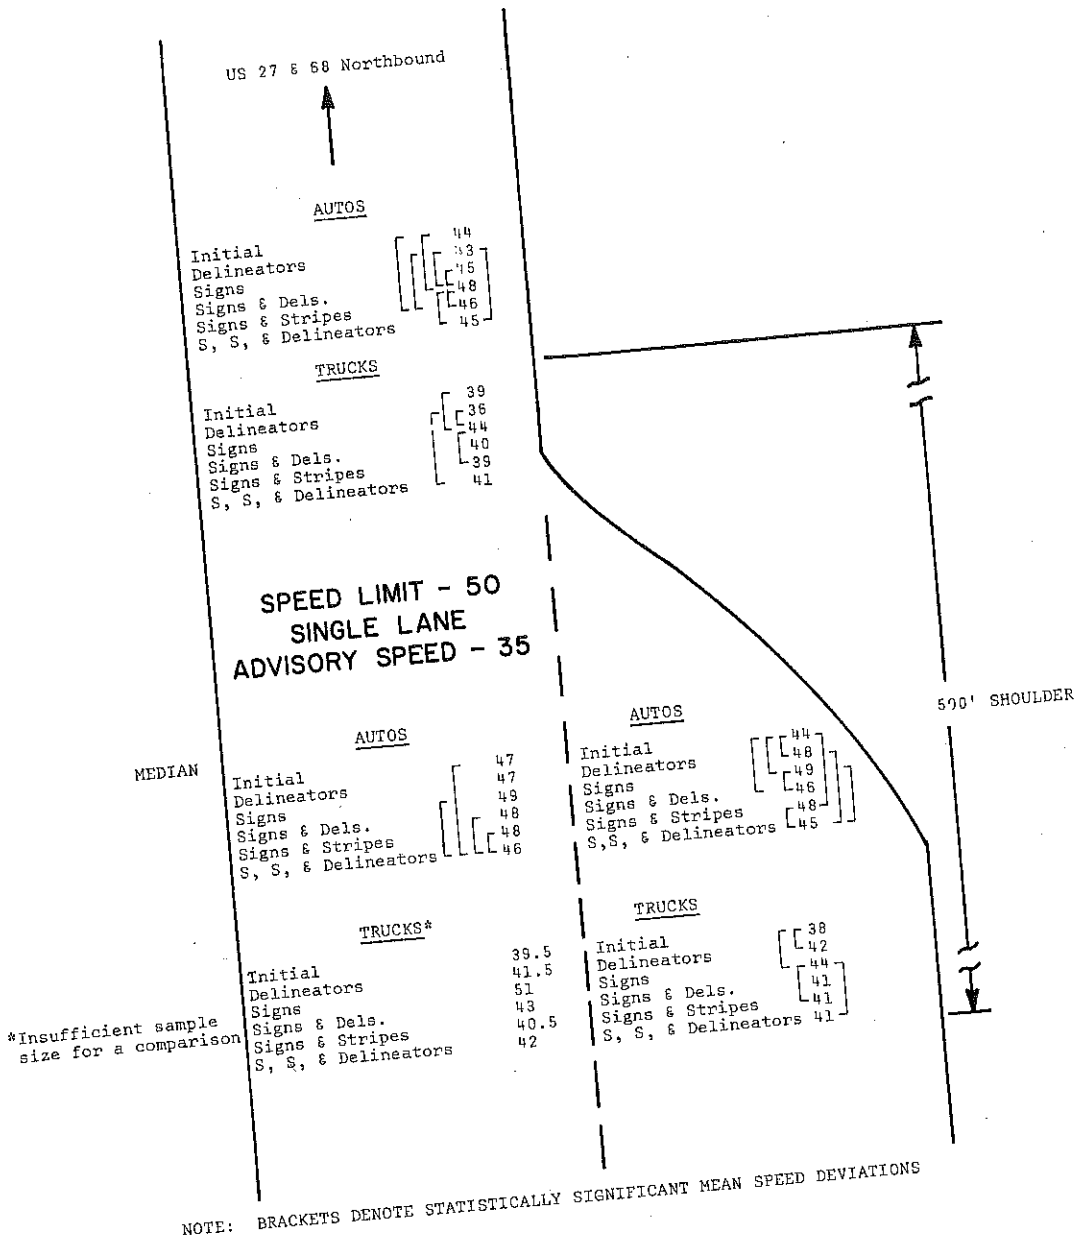 US 27 & 68 Northbound
AUTOS
Initial 44
Delineators
Signs
Signs & Dels. 48
Signs & Stripes 46
S, S, & Delineators 45
TRUCKS
Initial 39
Delineators 36
Signs 44
Signs & Dels. 40
Signs & Stripes 39
S, S, & Delineators 41
SPEED LIMIT - 50
SINGLE LANE
ADVISORY SPEED - 35
SHOULDER
MEDIAN
AUTOS
Initial 47
Delineators 47
Signs 49
Signs & Dels. 48
Signs & Stripes 48
S, S, & Delineators 46
AUTOS
Initial 44
Delineators 48
Signs 49
Signs & Dels. 46
Signs & Stripes 48
S,S, & Delineators 45
TRUCKS*
Initial 39.5
Delineators 41.5
Signs 51
Signs & Dels. 43
Signs & Stripes 40.5
S, S, & Delineators 42
TRUCKS
Initial 38
Delineators 42
Signs 44
Signs & Dels. 41
Signs & Stripes 41
S, S, & Delineators 41
*Insufficient sample
size for a comparison
NOTE: BRACKETS DENOTE STATISTICALLY SIGNIFICANT MEAN SPEED DEVIATIONS